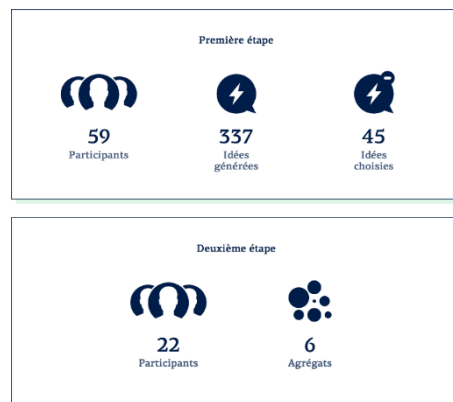 Première étape
59
Participants
337
Idées
générées
45
Idées
choisies
Deuxième étape
22
Participants
6
Agrégats